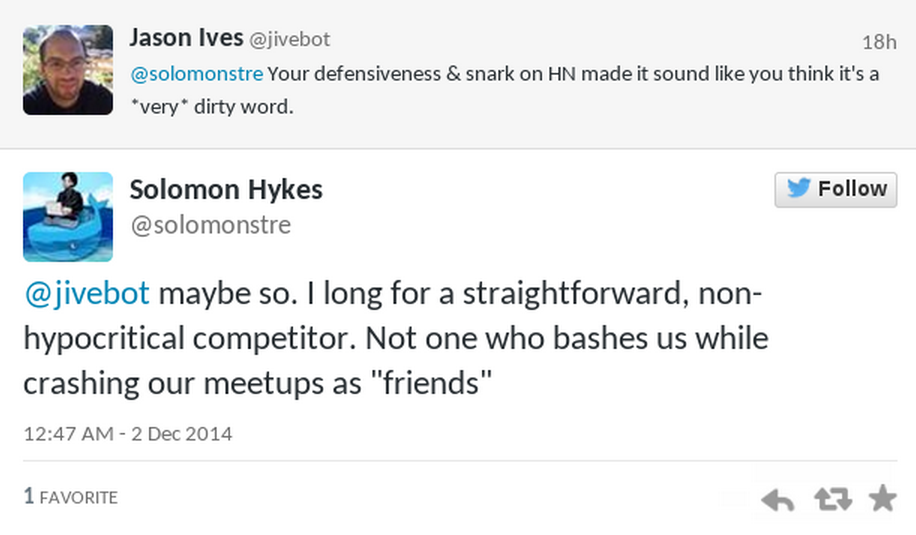 Jason Ives @jivebot 18h
@solomonstre Your defensiveness & snark on HN made it sound like you think it's a
*very* dirty word.
Solomon Hykes
Follow
@solomonstre
@jivebot maybe so. I long for a straightforward, non-
hypocritical competitor. Not one who bashes us while
crashing our meetups as "friends"
12:47 AM - 2 Dec 2014
1 FAVORITE